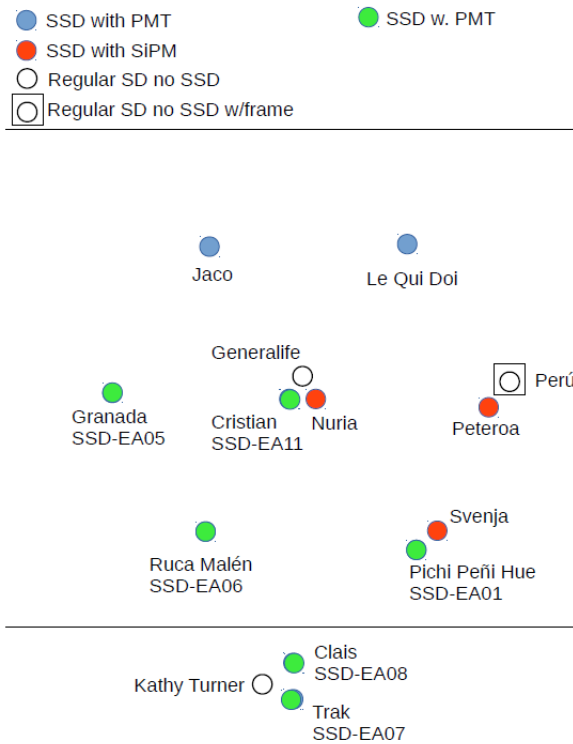 SSD with PMT
SSD w. PMT
SSD with SiPM
Regular SD no SSD
Regular SD no SSD w/frame
Jaco
Le Qui Doi
Generalife
Perú
Granada
SSD-EA05
Cristian
SSD-EA11
Nuria
Peteroa
Svenja
Ruca Malén
SSD-EA06
Pichi Peñi Hue
SSD-EA01
Clais
SSD-EA08
Kathy Turner
Trak
SSD-EA07